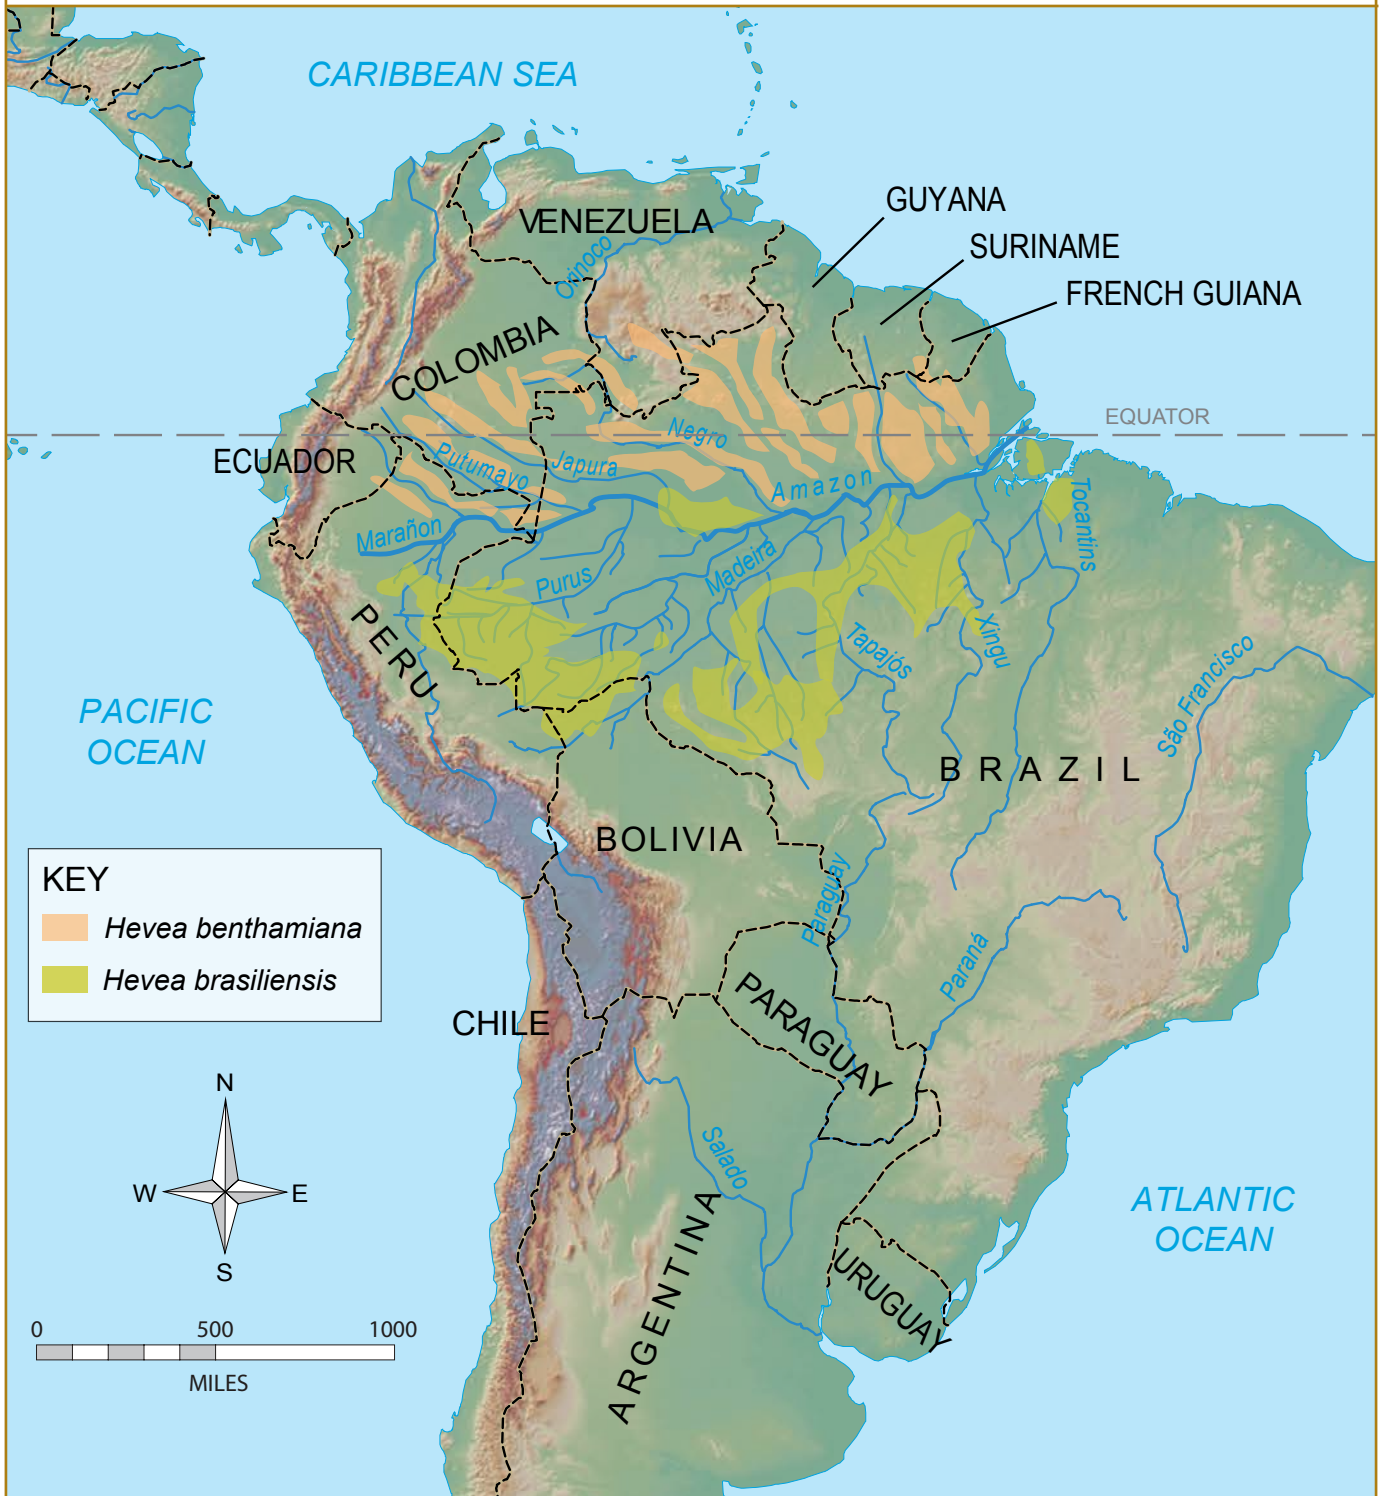 CARIBBEAN SEA
GUYANA
VENEZUELA
SURINAME
Orinoco
FRENCH GUIANA
COLOMBIA
EQUATOR
Negro
ECUADOR
Putumayo
Japura
Amazon
Tocantins
Marañon
Purus
Madeira
PERU
Tapajós
Xingu
São Francisco
PACIFIC
OCEAN
BRAZIL
BOLIVIA
KEY
Hevea benthamiana
Hevea brasiliensis
Paraguay
Paraná
PARAGUAY
CHILE
N
W
E
S
Salado
ATLANTIC
OCEAN
ARGENTINA
URUGUAY
0 500 1000
MILES